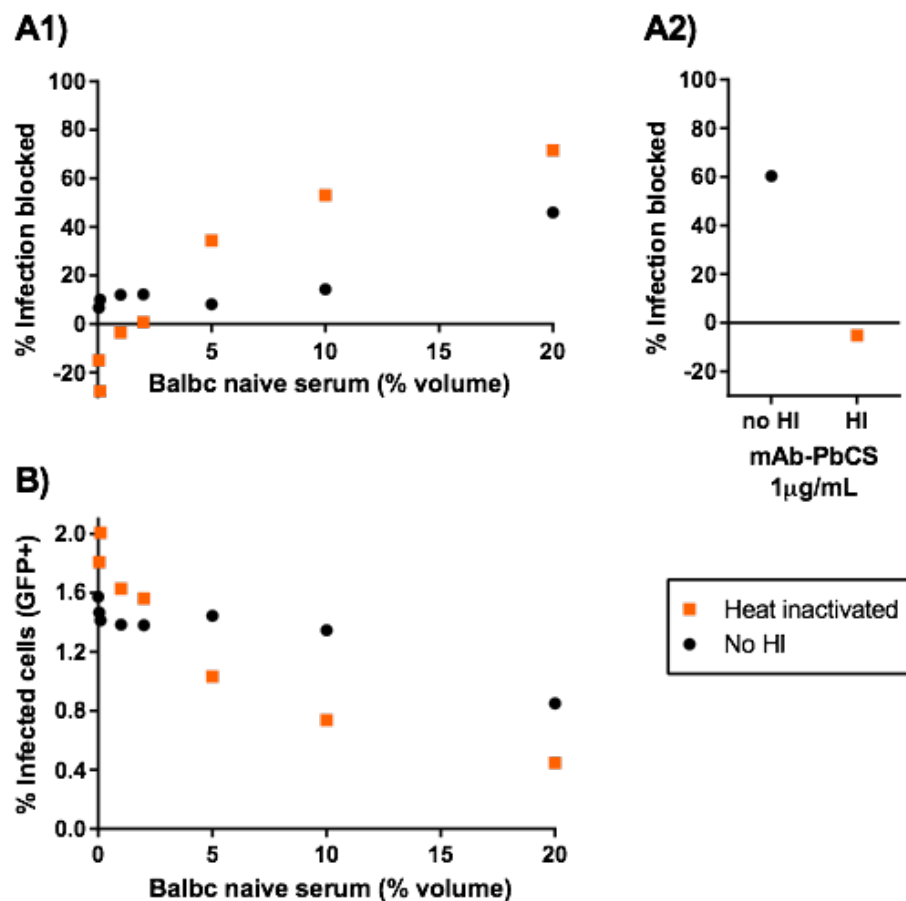 A1)
A2)
100
80
60
40
20
0
-20
% Infection blocked
5
10
15
20
Balbc naive serum (% volume)
100
80
60
40
20
0
-20
% Infection blocked
no HI
HI
mAb-PbCS
1μg/mL
B)
2.0
1.6
1.2
0.8
0.4
0.0
% Infected cells (GFP+)
0
5
10
15
20
Balbc naive serum (% volume)
Heat inactivated
No HI